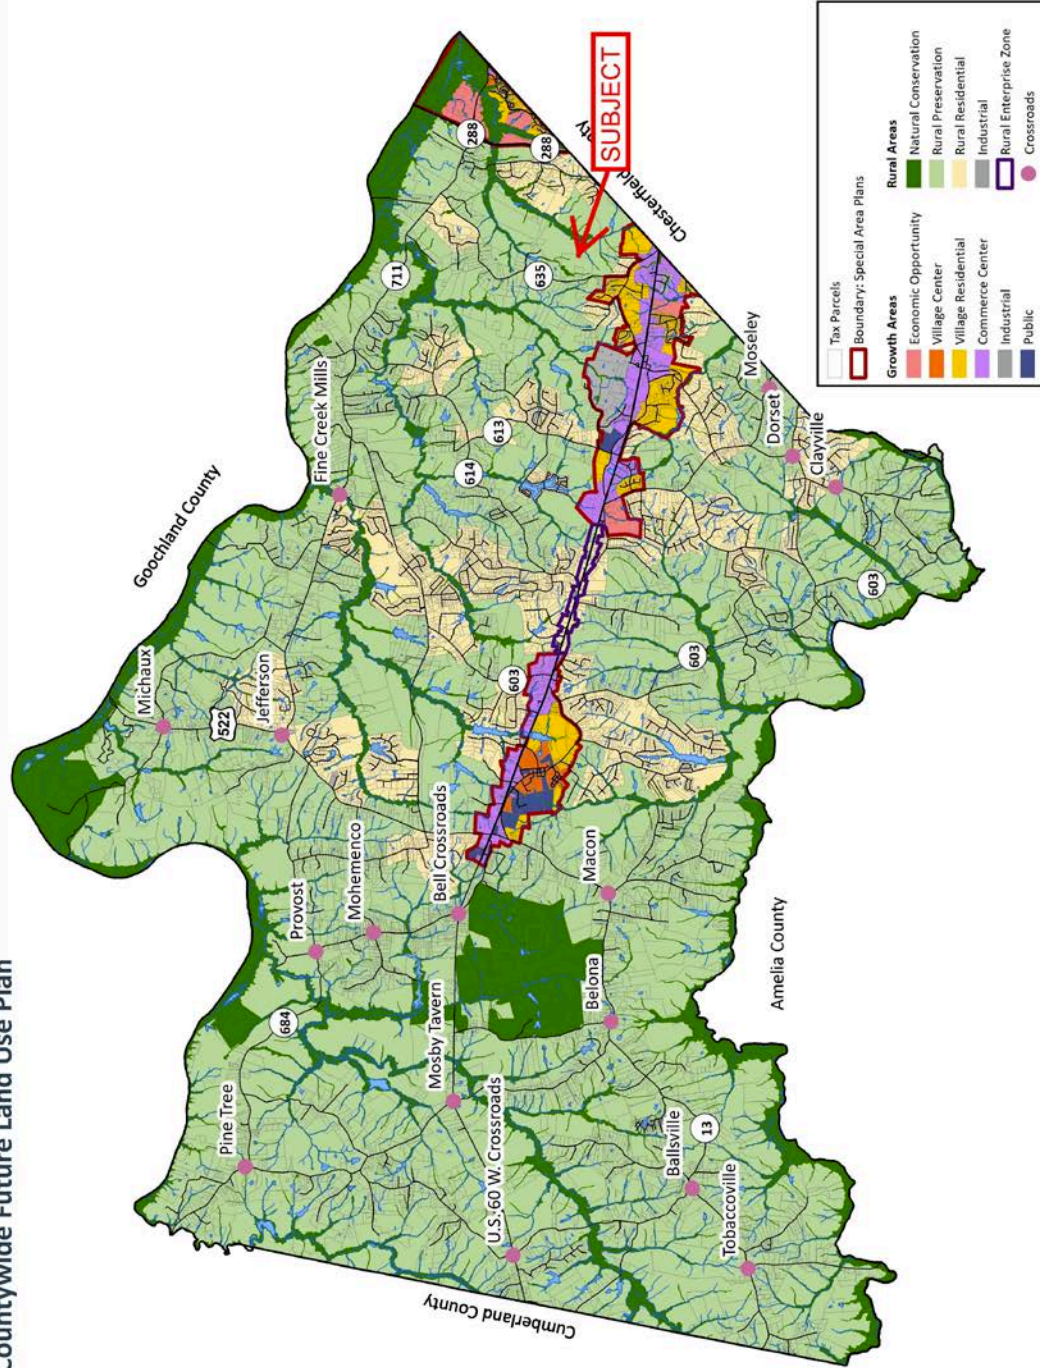 Countywide Future Land Use Plan
Goochland County
Michaux
522
Jefferson
Fine Creek Mills
711
288
288
SUBJECT
Chesterfield
nty
635
613
614
Provost
Mohemenco
Bell Crossroads
603
684
Pine Tree
Mosby Tavern
U.S. 60 W. Crossroads
Belona
Macon
603
Moseley
Dorset
Clayville
603
Ballsville
13
Tobaccoville
Cumberland County
Amelia County
Tax Parcels
Boundary: Special Area Plans
Growth Areas
Economic Opportunity
Village Center
Village Residential
Commerce Center
Industrial
Public
Rural Areas
Natural Conservation
Rural Preservation
Rural Residential
Industrial
Rural Enterprise Zone
Crossroads